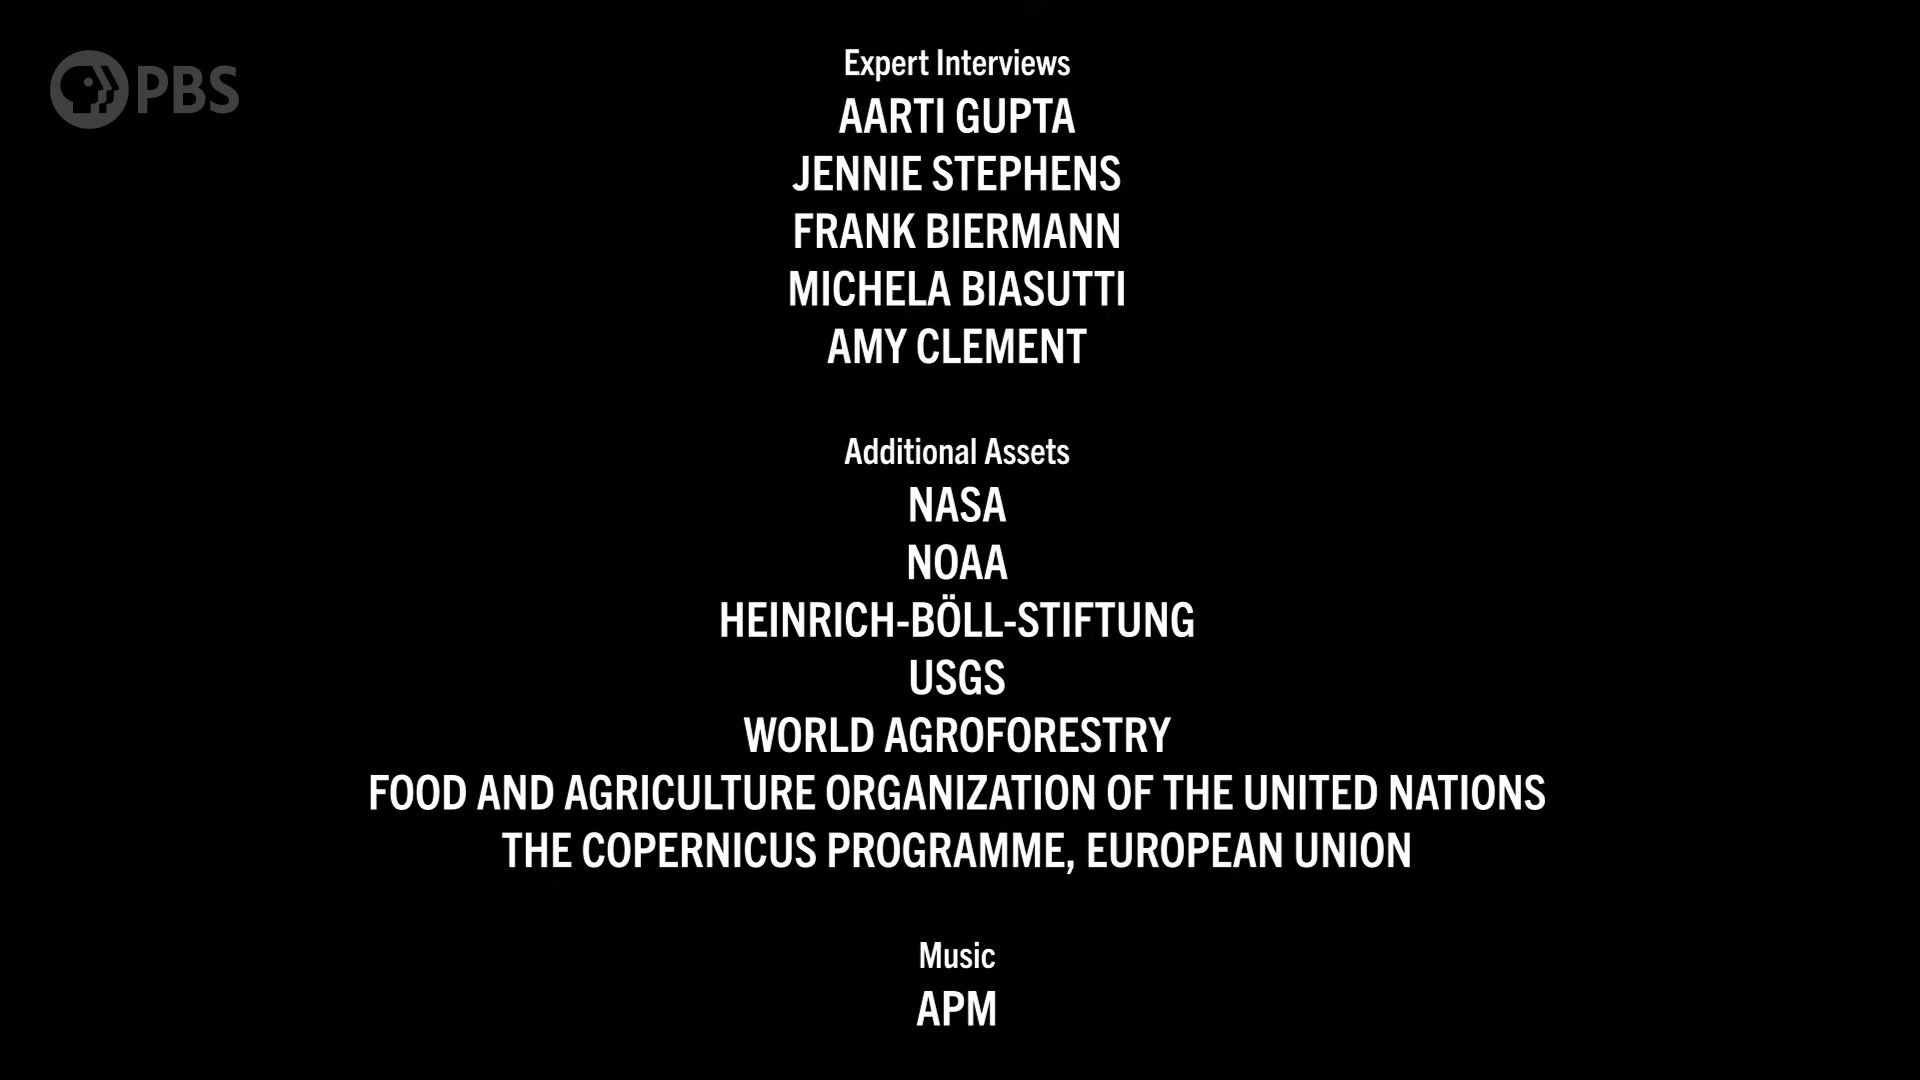 PBS
Expert Interviews
AARTI GUPTA
JENNIE STEPHENS
FRANK BIERMANN
MICHELA BIASUTTI
AMY CLEMENT
Additional Assets
NASA
NOAA
HEINRICH-BÖLL-STIFTUNG
USGS
WORLD AGROFORESTRY
FOOD AND AGRICULTURE ORGANIZATION OF THE UNITED NATIONS
THE COPERNICUS PROGRAMME, EUROPEAN UNION
Music
APM